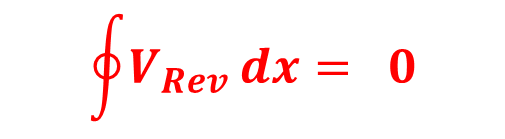 ∮V_Rev dx = 0